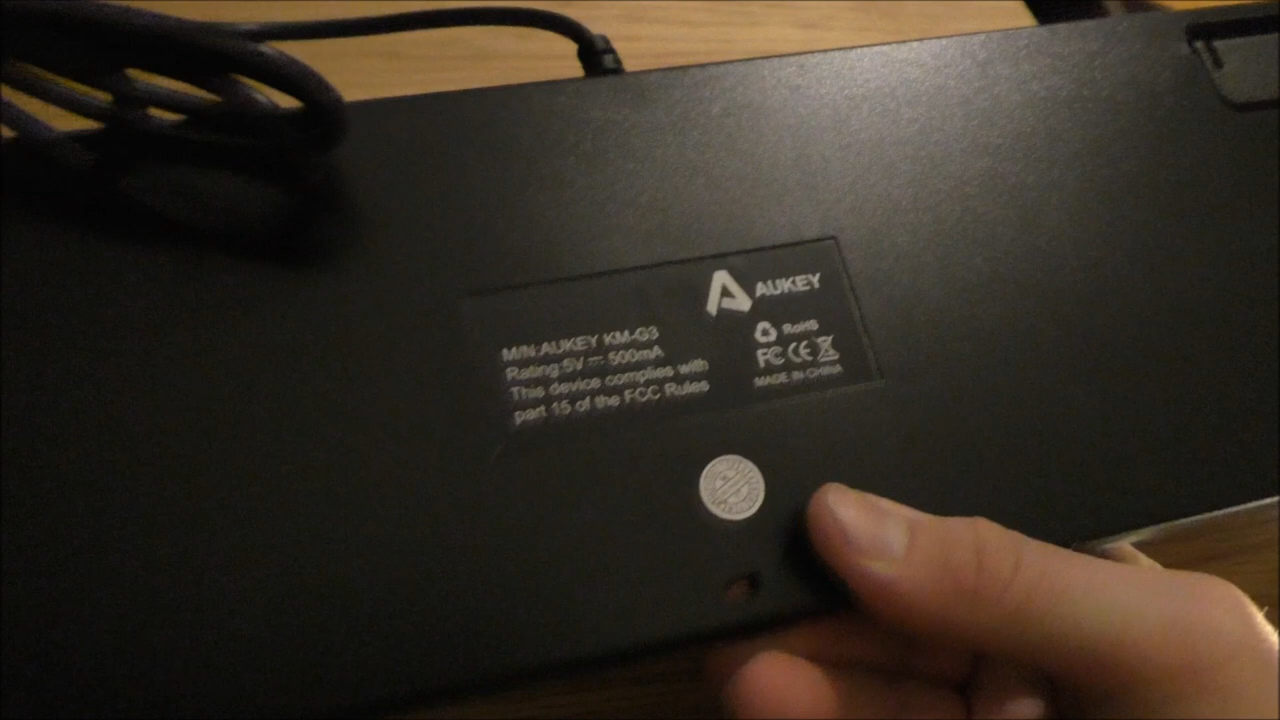 AUKEY
M/N:AUKEY KM-G3
Rating:5V⎓500mA
This device complies with
part 15 of the FCC Rules
RoHS
FC CE
MADE IN CHINA